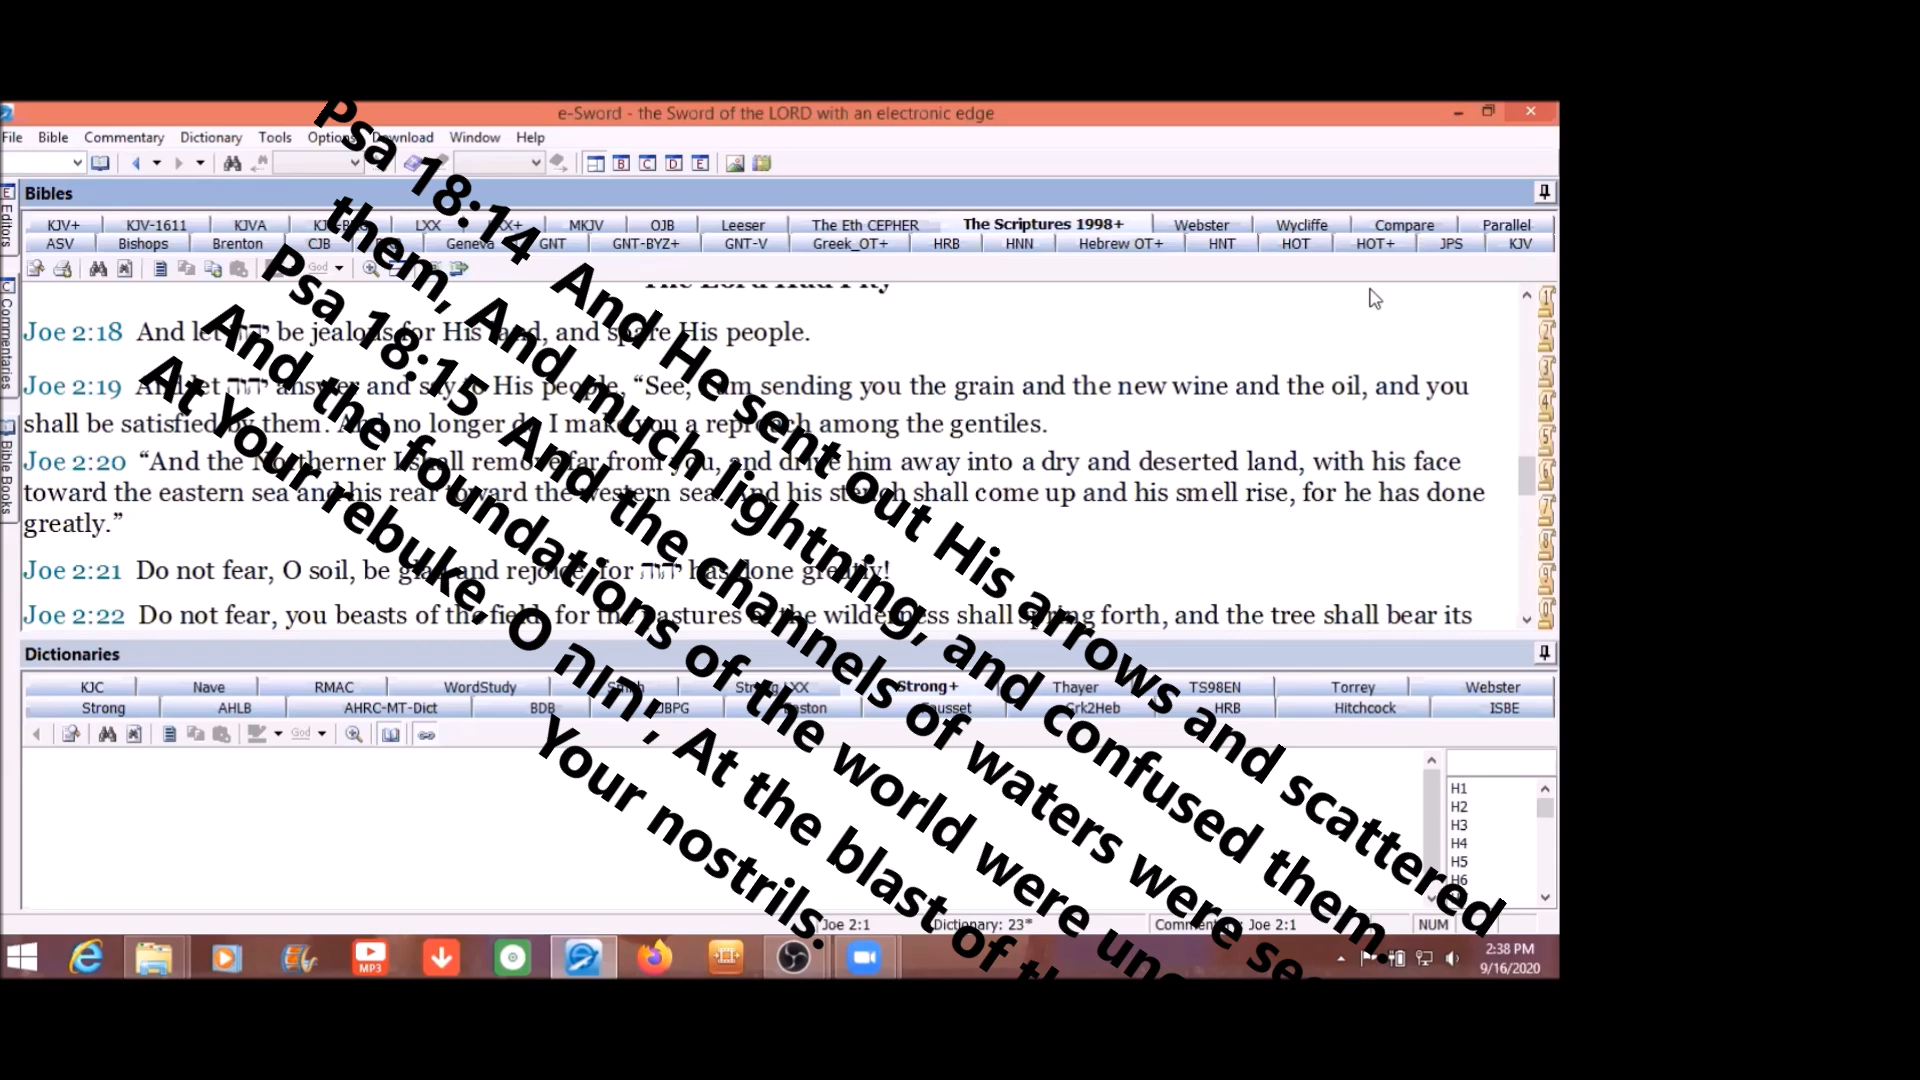 e-Sword - the Sword of the LORD with an electronic edge
File Bible Commentary Dictionary Tools Options Download Window Help
Bibles
KJV+ KJV-1611 KJVA LXX MKJV OJB Leeser The Eth CEPHER The Scriptures 1998+ Webster Wycliffe Compare Parallel
ASV Bishops Brenton CJB Geneva GNT GNT-BYZ+ GNT-V Greek_OT+ HRB HNN Hebrew OT+ HNT HOT HOT+ JPS KJV
God
Joe 2:18 And let יהוה be jealous for His land, and spare His people.
Joe 2:19 And let יהוה answer and say to His people, “See, I am sending you the grain and the new wine and the oil, and you
shall be satisfied by them. And no longer do I make you a reproach among the gentiles.
Joe 2:20 “And the Northerner I shall remove far from you, and drive him away into a dry and deserted land, with his face
toward the eastern sea and his rear toward the western sea. And his stench shall come up and his smell rise, for he has done
greatly.”
Joe 2:21 Do not fear, O soil, be glad and rejoice, for יהוה has done greatly!
Joe 2:22 Do not fear, you beasts of the field, for the pastures of the wilderness shall spring forth, and the tree shall bear its
Psa 18:14 And He sent out His arrows and scattered
them, And much lightning, and confused them.
Psa 18:15 And the channels of waters were
And the foundations of the world were
At Your rebuke, O יהוה, At the blast of
Your nostrils.
Editors
Commentaries
Bible Books
Dictionaries
KJC Nave RMAC WordStudy Smith Strong+ Thayer TS98EN Torrey Webster
Strong AHLB AHRC-MT-Dict BDB Fausset Grk2Heb HRB Hitchcock ISBE
God
H1
H2
H3
H4
H5
H6
Joe 2:1 Dictionary: 23* Joe 2:1 NUM
MP3
2:38 PM
9/16/2020